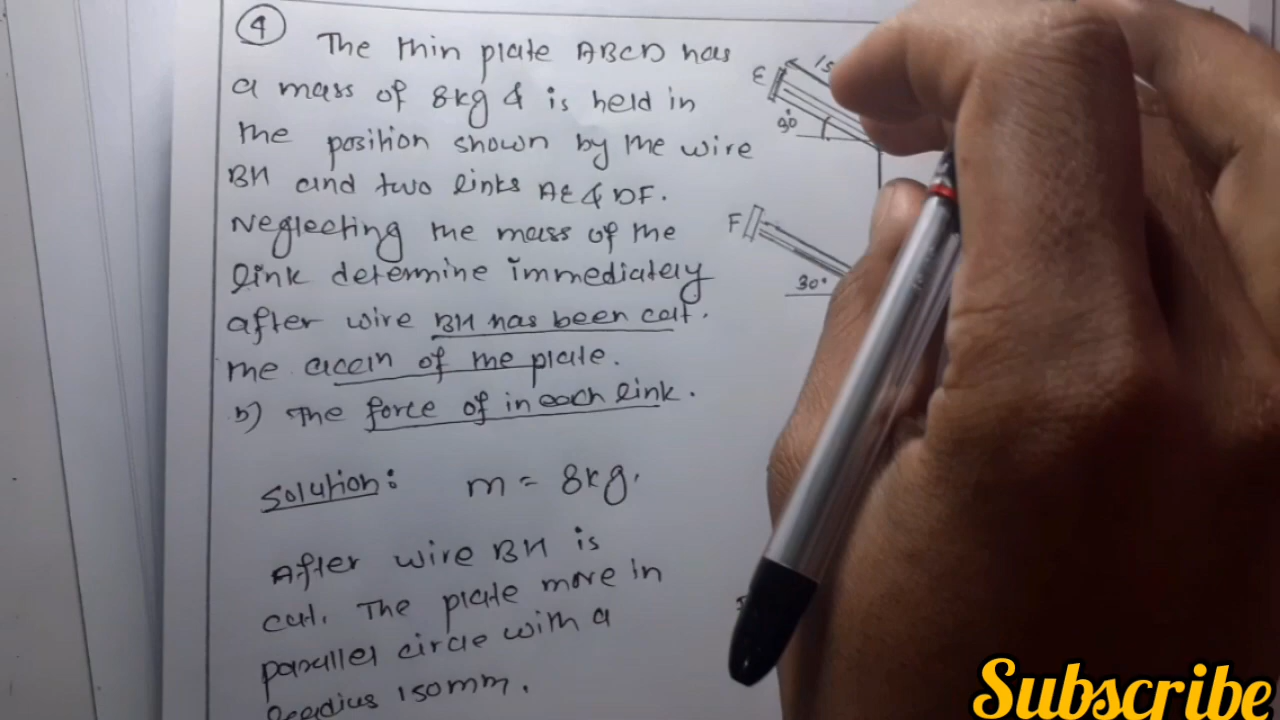 4
The thin plate ABCD has
a mass of 8kg & is held in
the position shown by the wire
BH and two links AE & DF.
Neglecting the mass of the
link determine immediately
after wire BH has been cut.
the accln of the plate.
b) The force of in each link.
Solution: m = 8kg.
After wire BH is
cut. The plate move in
parallel circle with a
readius 150mm.
E
15
30°
F
30°
Subscribe